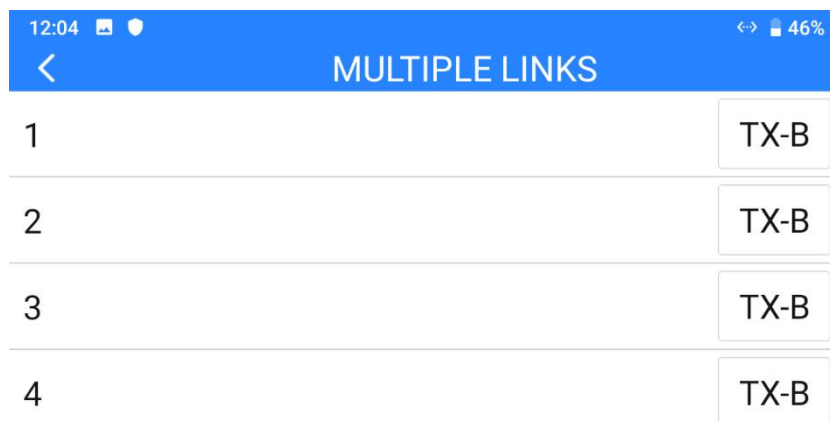 12:04 46%
MULTIPLE LINKS
1 TX-B
2 TX-B
3 TX-B
4 TX-B